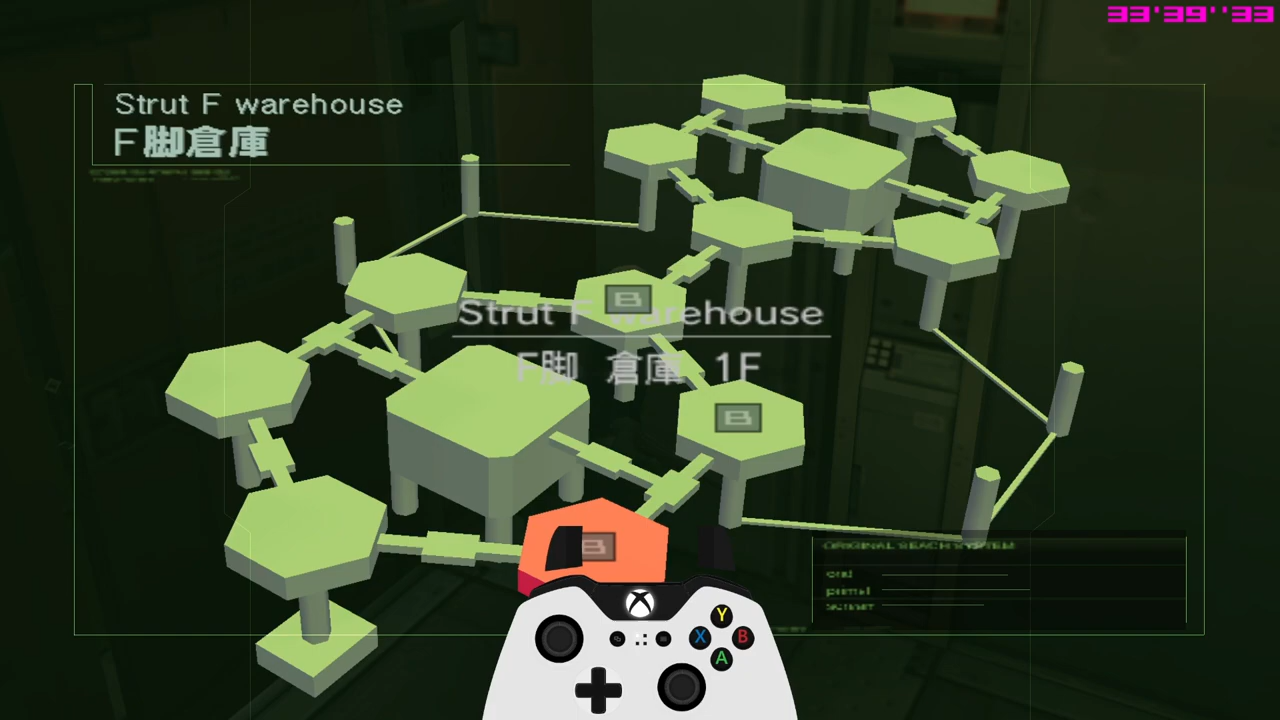 33'39''33
Strut F warehouse
F脚倉庫
B
Strut F warehouse
F脚 倉庫 1F
B
B
ORIGINAL SEACH SYSTEM
Y
X
B
A